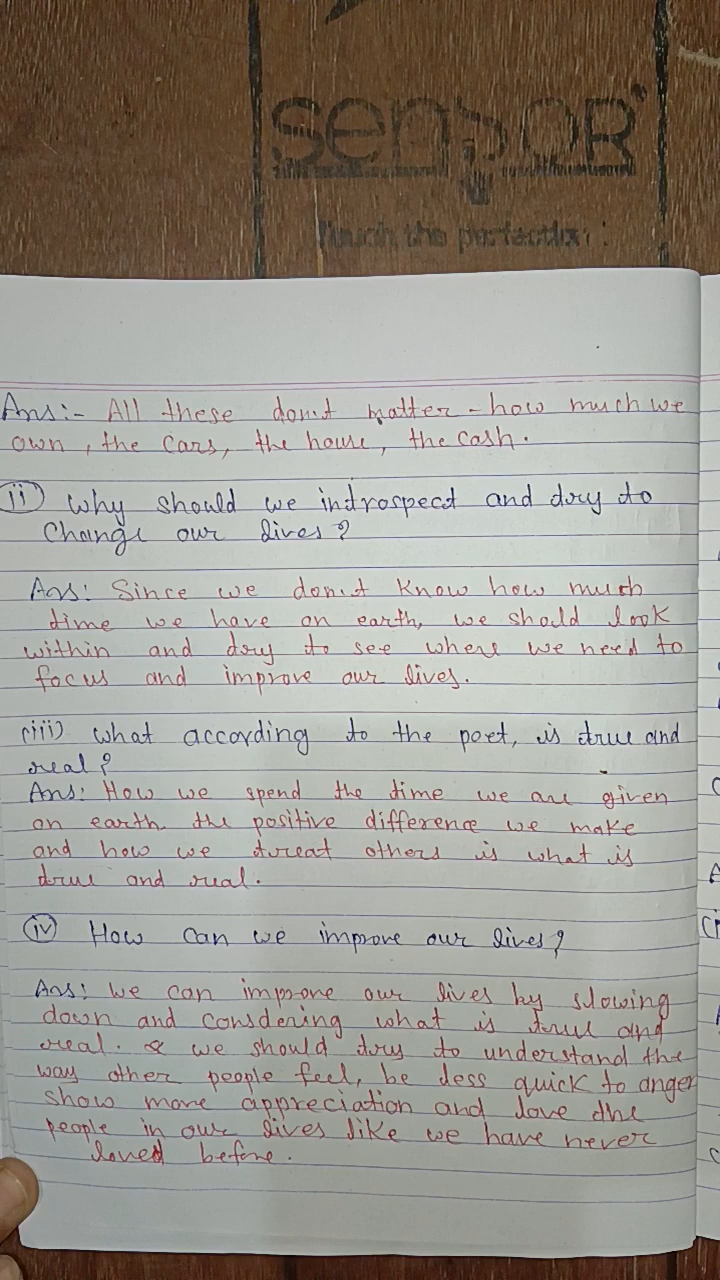 senSOR
Touch the perfection
Ans:- All these don't matter - how much we
own, the cars, the house, the cash.
(ii) Why should we introspect and try to
change our lives?
Ans: Since we don't know how much
time we have on earth, we should look
within and try to see where we need to
focus and improve our lives.
(iii) what according to the poet, is true and
real?
Ans: How we spend the time we are given
on earth the positive difference we make
and how we treat others is what is
true and real.
(iv) How can we improve our lives?
Ans: we can improve our lives by slowing
down and consdering what is true and
real. & we should try to understand the
way other people feel, be less quick to anger
show more appreciation and love the
people in our lives like we have never
loved before.